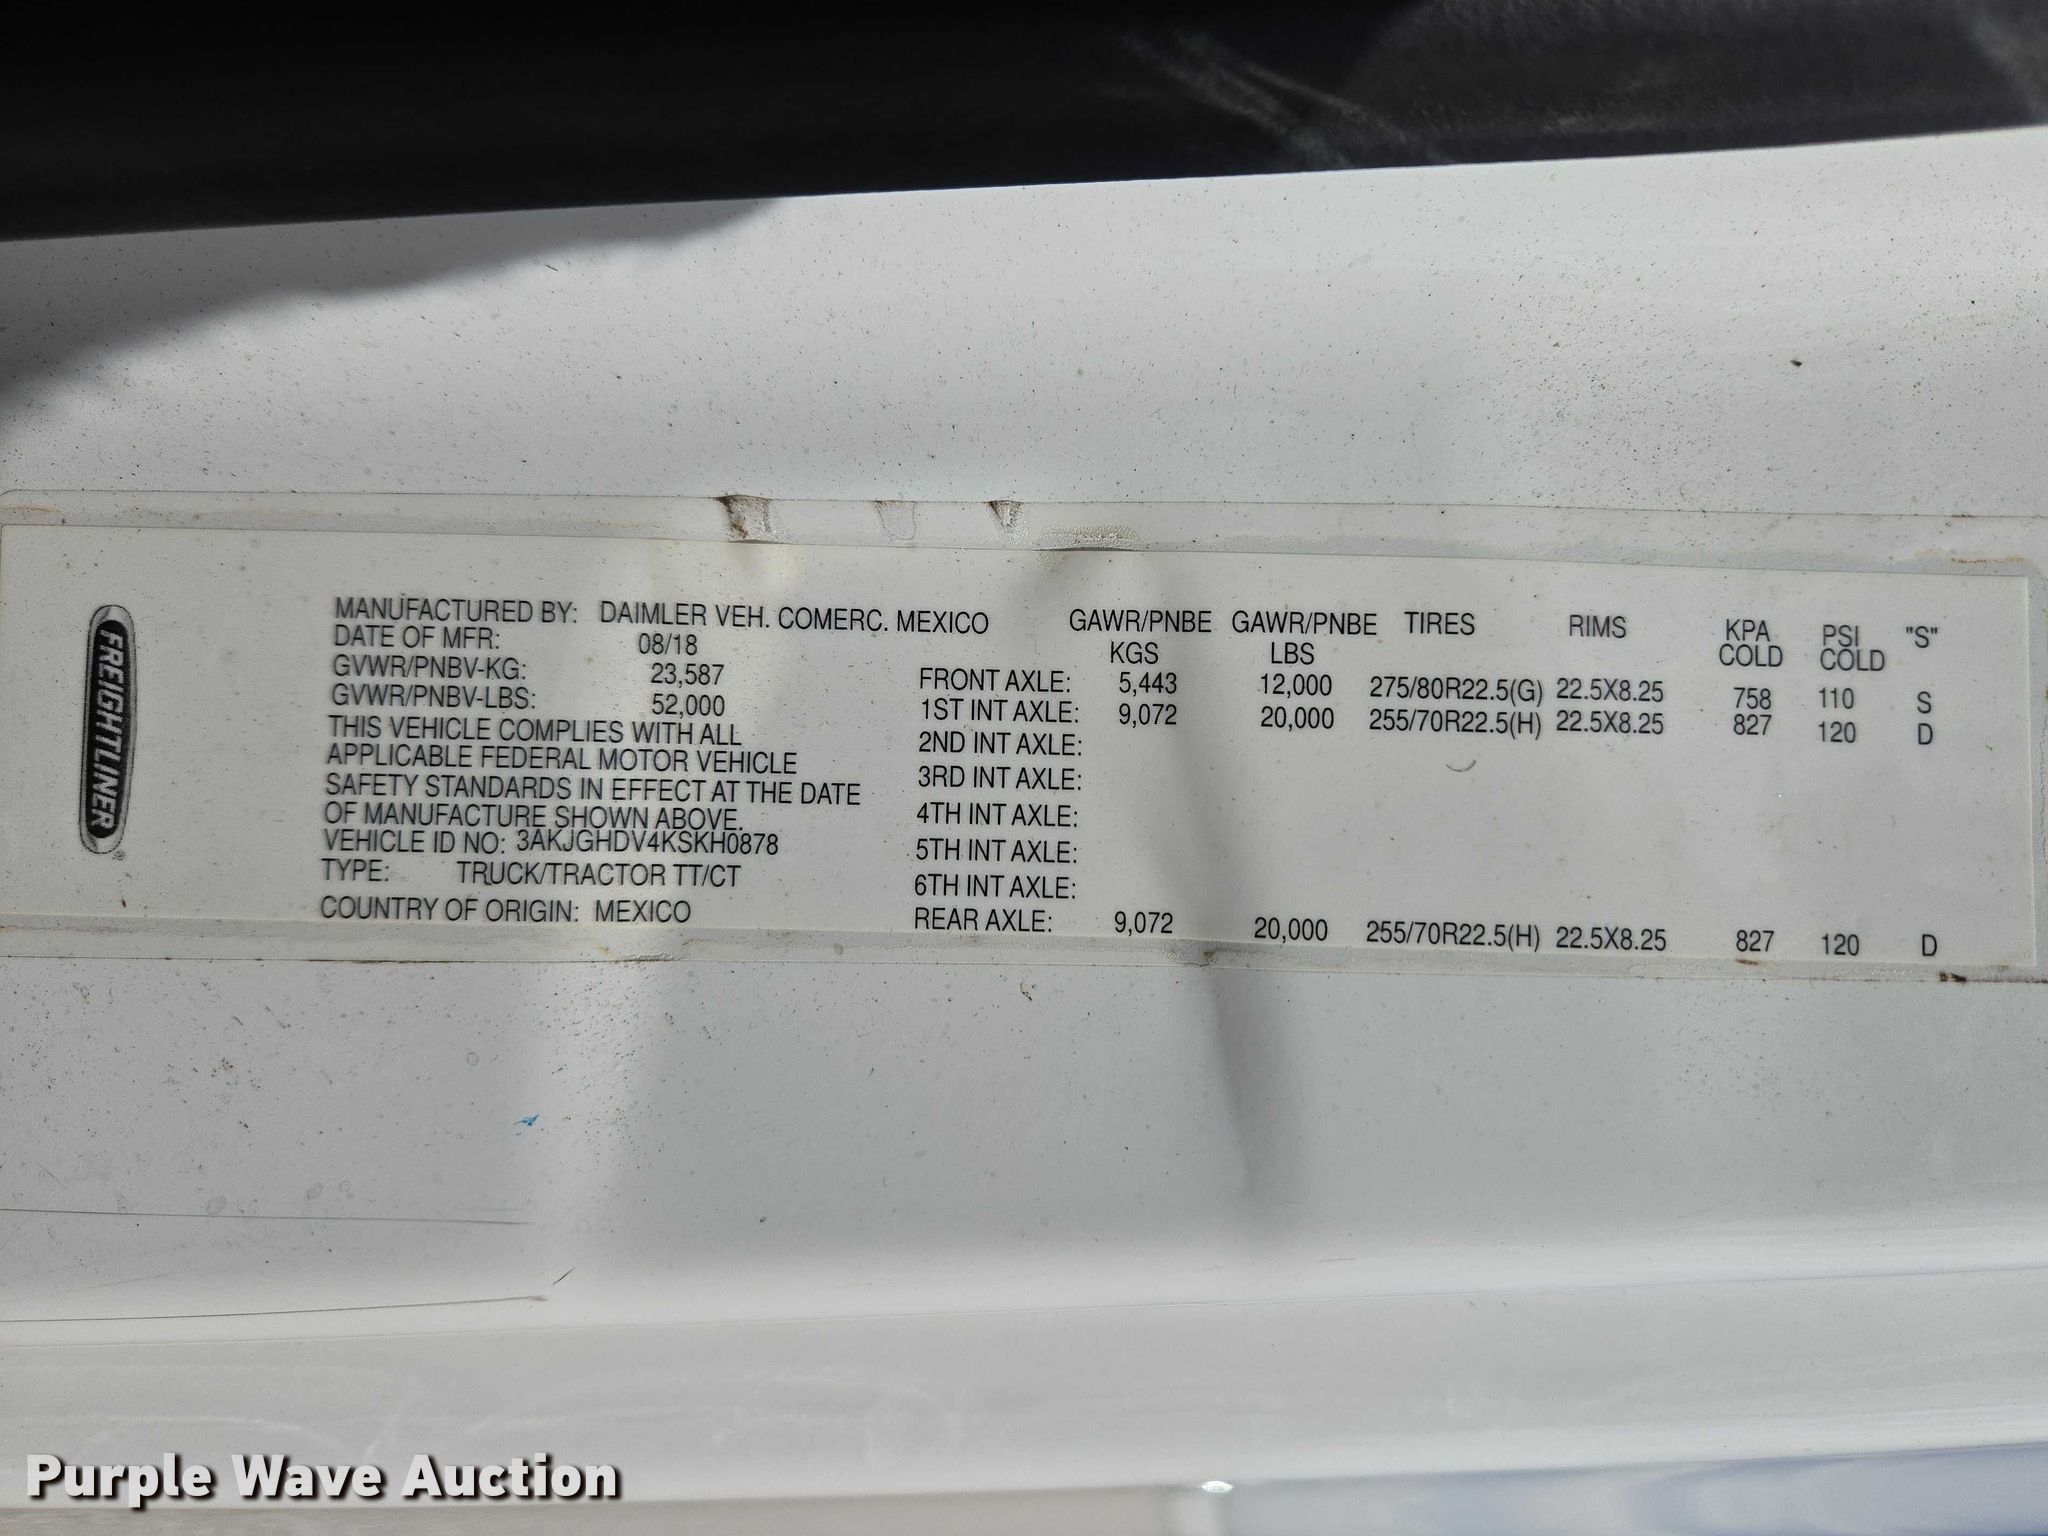 FREIGHTLINER
MANUFACTURED BY: DAIMLER VEH. COMERC. MEXICO
DATE OF MFR: 08/18
GVWR/PNBV-KG: 23,587
GVWR/PNBV-LBS: 52,000
THIS VEHICLE COMPLIES WITH ALL
APPLICABLE FEDERAL MOTOR VEHICLE
SAFETY STANDARDS IN EFFECT AT THE DATE
OF MANUFACTURE SHOWN ABOVE.
VEHICLE ID NO: 3AKJGHDV4KSKH0878
TYPE: TRUCK/TRACTOR TT/CT
COUNTRY OF ORIGIN: MEXICO
GAWR/PNBE GAWR/PNBE TIRES RIMS KPA PSI "S"
KGS LBS COLD COLD
FRONT AXLE: 5,443 12,000 275/80R22.5(G) 22.5X8.25 758 110 S
1ST INT AXLE: 9,072 20,000 255/70R22.5(H) 22.5X8.25 827 120 D
2ND INT AXLE:
3RD INT AXLE:
4TH INT AXLE:
5TH INT AXLE:
6TH INT AXLE:
REAR AXLE: 9,072 20,000 255/70R22.5(H) 22.5X8.25 827 120 D
Purple Wave Auction